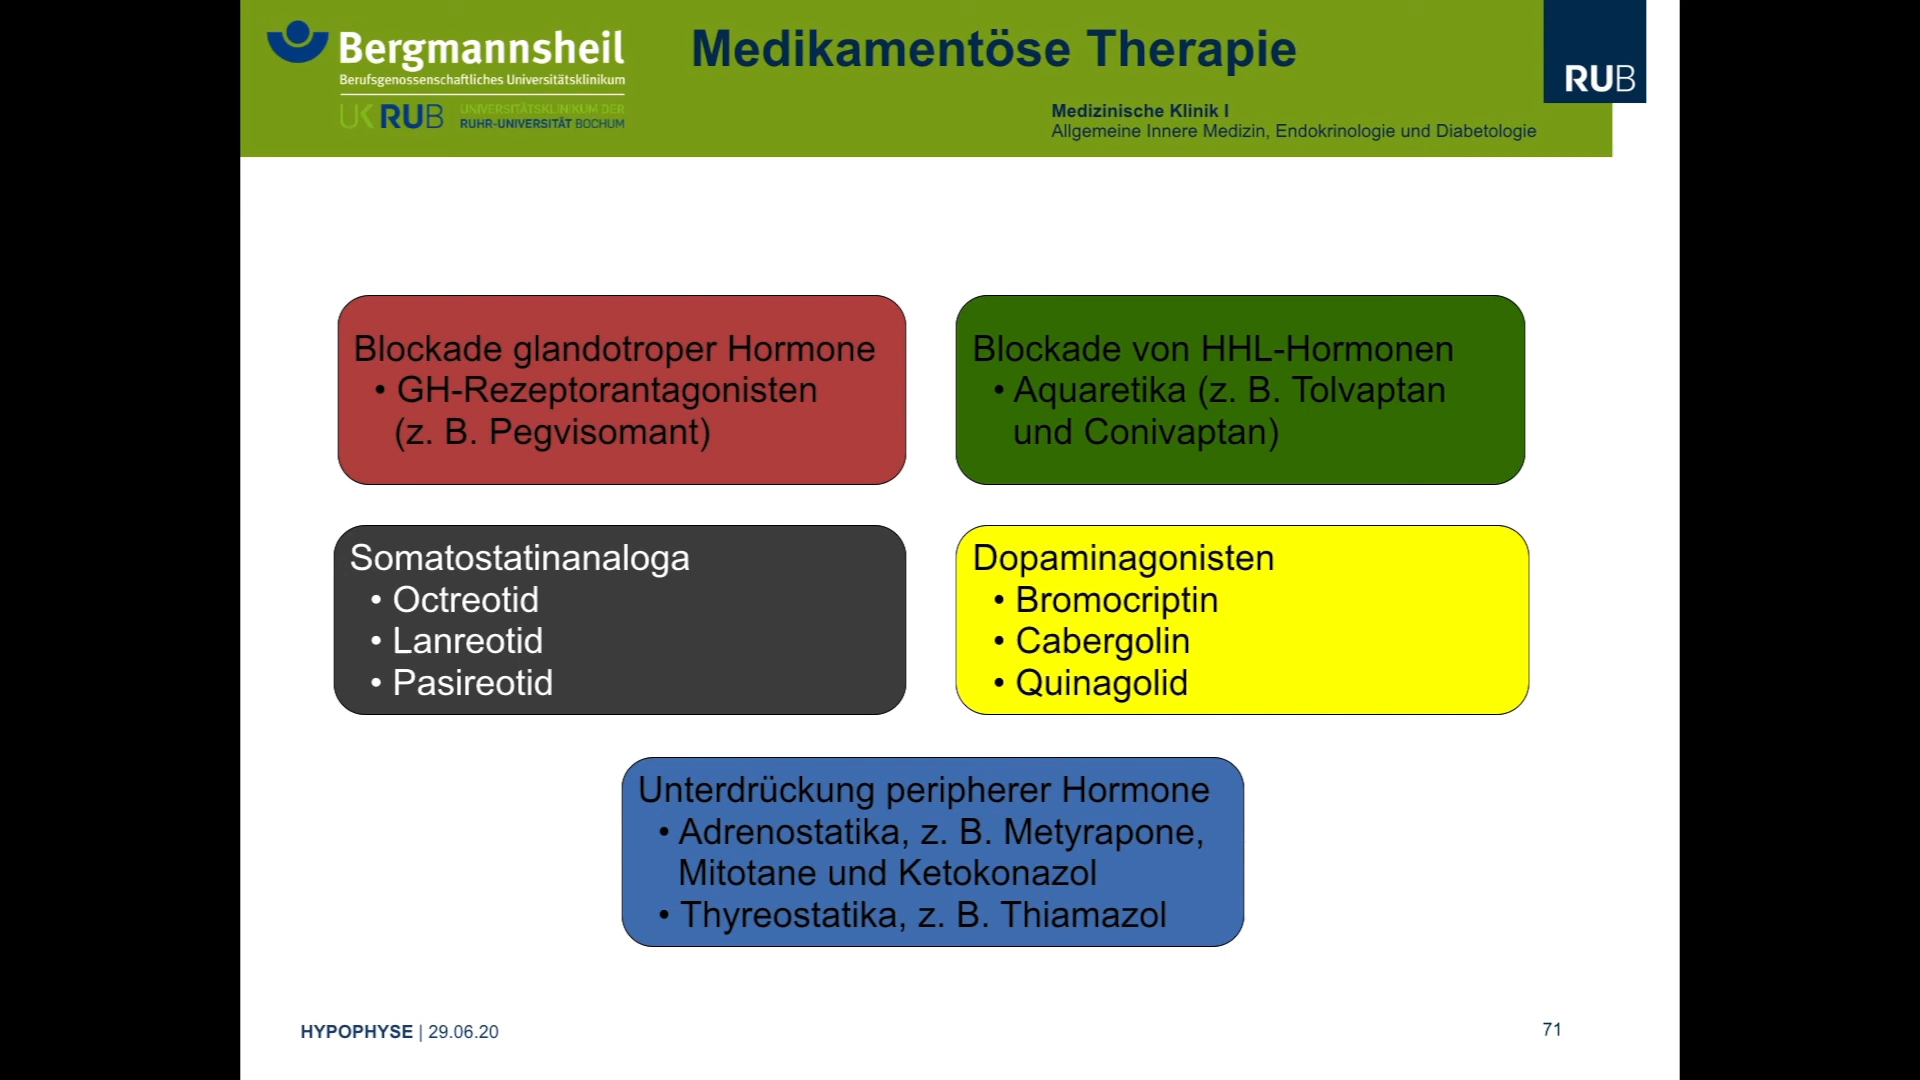 Bergmannsheil
Berufsgenossenschaftliches Universitätsklinikum
UK RUB UNIVERSITÄTSKLINIKUM DER
RUHR-UNIVERSITÄT BOCHUM
Medikamentöse Therapie
Medizinische Klinik I
Allgemeine Innere Medizin, Endokrinologie und Diabetologie
RUB
Blockade glandotroper Hormone
• GH-Rezeptorantagonisten
(z. B. Pegvisomant)
Blockade von HHL-Hormonen
• Aquaretika (z. B. Tolvaptan
und Conivaptan)
Somatostatinanaloga
• Octreotid
• Lanreotid
• Pasireotid
Dopaminagonisten
• Bromocriptin
• Cabergolin
• Quinagolid
Unterdrückung peripherer Hormone
• Adrenostatika, z. B. Metyrapone,
Mitotane und Ketokonazol
• Thyreostatika, z. B. Thiamazol
HYPOPHYSE | 29.06.20
71